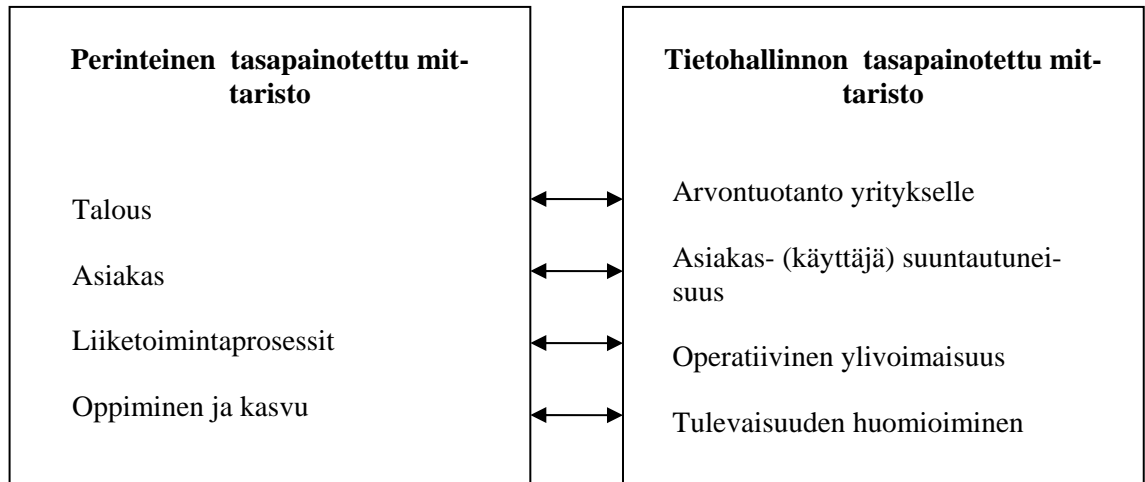 Perinteinen tasapainotettu mit-
taristo
Talous
Asiakas
Liiketoimintaprosessit
Oppiminen ja kasvu
Tietohallinnon tasapainotettu mit-
taristo
Arvontuotanto yritykselle
Asiakas- (käyttäjä) suuntautunei-
suus
Operatiivinen ylivoimaisuus
Tulevaisuuden huomioiminen